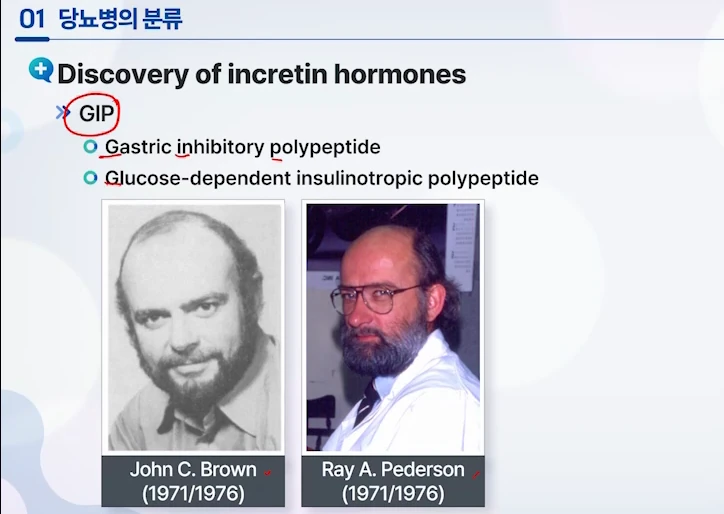 01 당뇨병의 분류
Discovery of incretin hormones
GIP
Gastric inhibitory polypeptide
Glucose-dependent insulinotropic polypeptide
John C. Brown
(1971/1976)
Ray A. Pederson
(1971/1976)